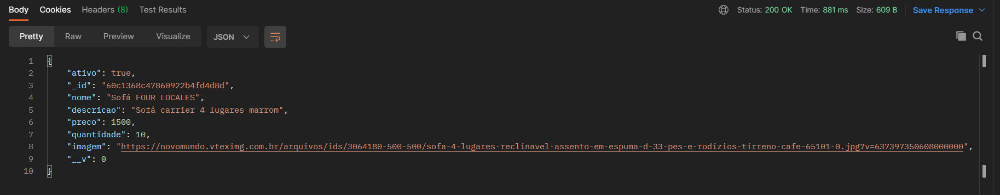 Body Cookies Headers (8) Test Results Status: 200 OK Time: 881 ms Size: 609 B Save Response
Pretty Raw Preview Visualize JSON
1 {
2 "ativo": true,
3 "_id": "60c1368c47860922b4fd4d8d",
4 "nome": "Sofá FOUR LOCALES",
5 "descricao": "Sofá carrier 4 lugares marrom",
6 "preco": 1500,
7 "quantidade": 10,
8 "imagem": "https://novomundo.vteximg.com.br/arquivos/ids/3064180-500-500/sofa-4-lugares-reclinavel-assento-em-espuma-d-33-pes-e-rodizios-tirreno-cafe-65101-0.jpg?v=637397350608000000",
9 "__v": 0
10 }